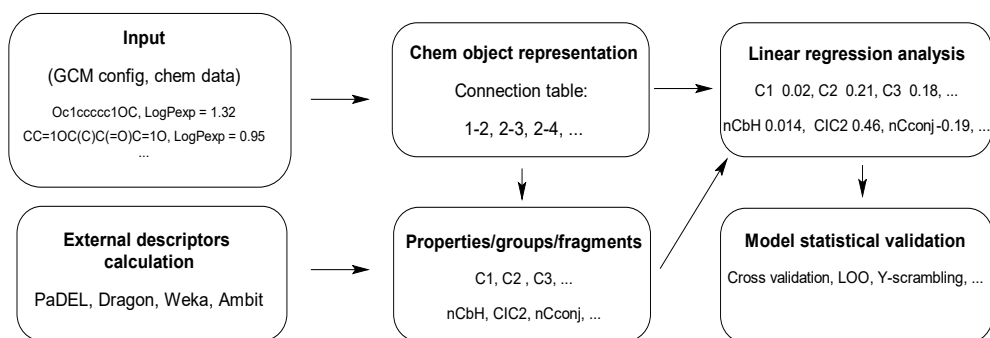 Input
(GCM config, chem data)
Oc1ccccc1OC, LogPexp = 1.32
CC=1OC(C)C(=O)C=1O, LogPexp = 0.95
...
Chem object representation
Connection table:
1-2, 2-3, 2-4, ...
Linear regression analysis
C1 0.02, C2 0.21, C3 0.18, ...
nCbH 0.014, CIC2 0.46, nCconj -0.19, ...
External descriptors
calculation
PaDEL, Dragon, Weka, Ambit
Properties/groups/fragments
C1, C2 , C3, ...
nCbH, CIC2, nCconj, ...
Model statistical validation
Cross validation, LOO, Y-scrambling, ...